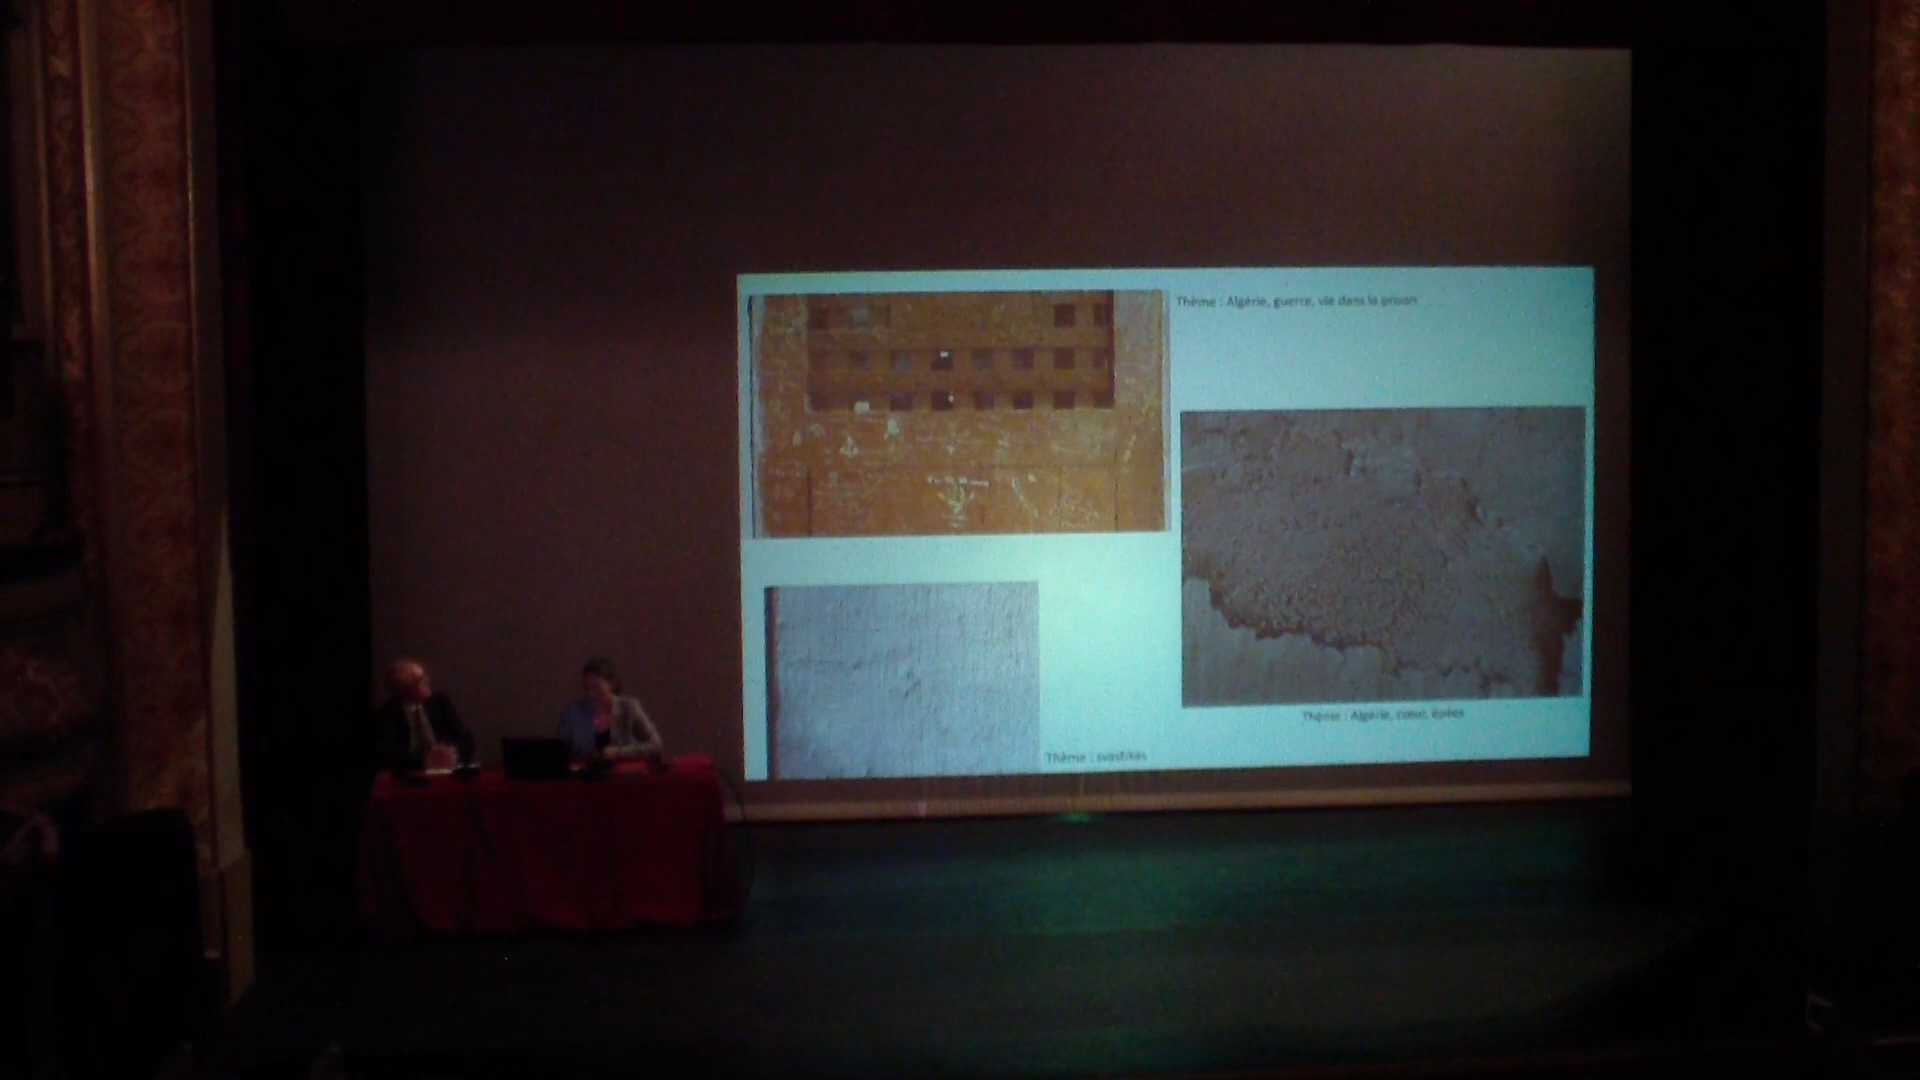 Thème : Algérie, guerre, vie dans la prison
Thème : Algérie, cœur, épées
Thème : svastikas